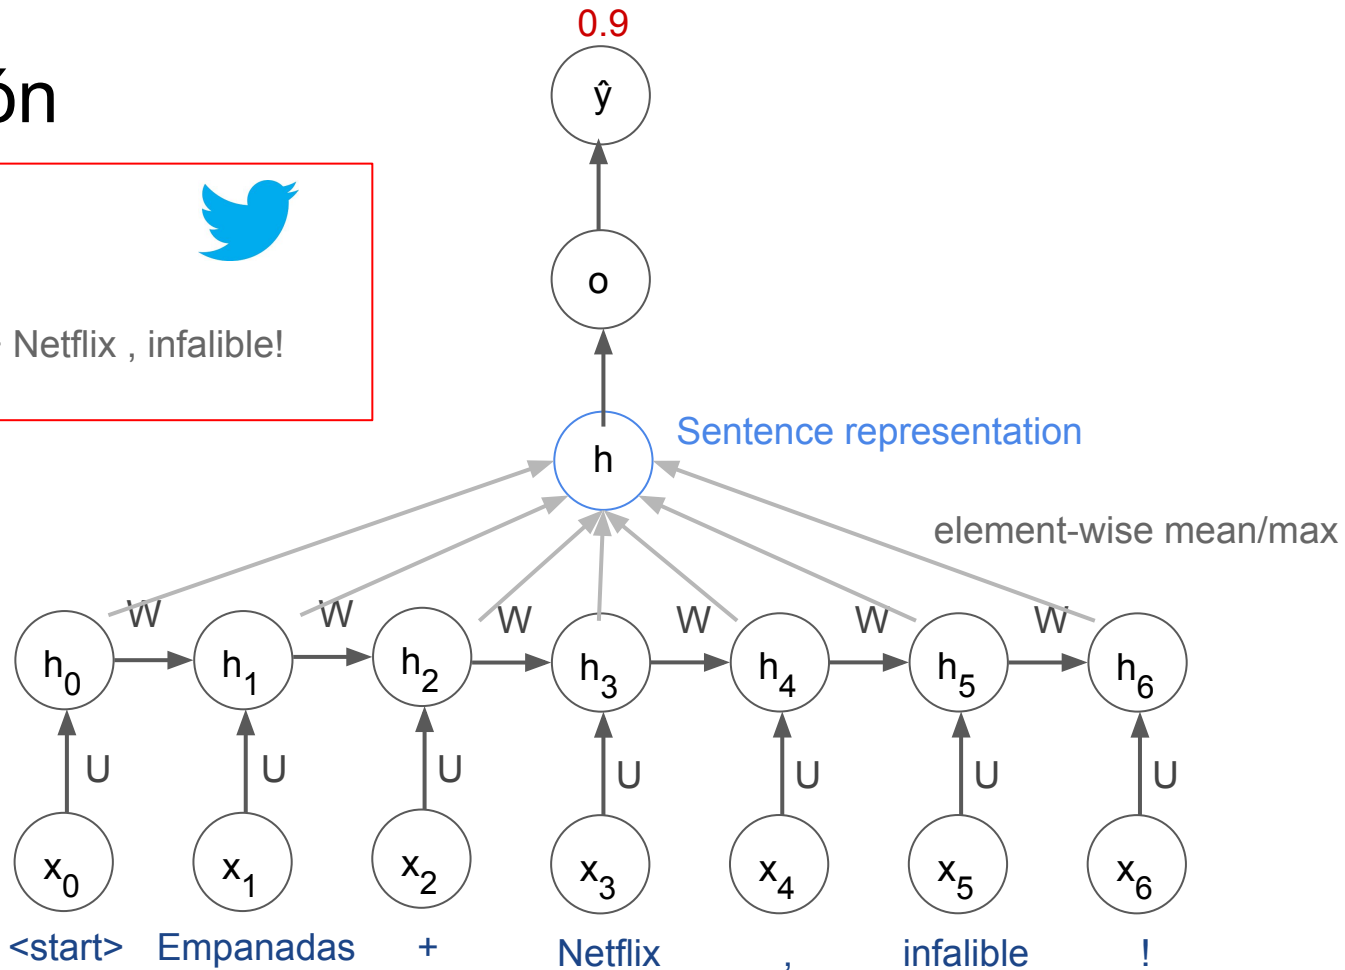 0.9
ón
ŷ
o
Netflix , infalible!
Sentence representation
h
element-wise mean/max
W W W W W W
h0 h1 h2 h3 h4 h5 h6
U U U U U U U
x0 x1 x2 x3 x4 x5 x6
<start> Empanadas + Netflix , infalible !